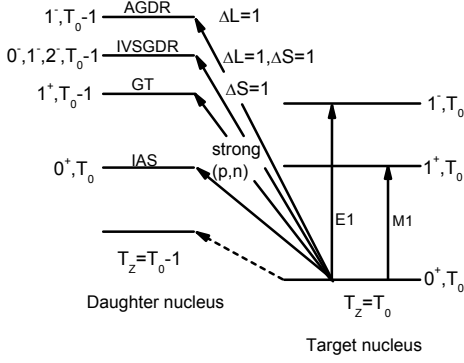 1⁻,T₀-1 AGDR ΔL=1
0⁻,1⁻,2⁻,T₀-1 IVSGDR ΔL=1,ΔS=1
1⁺,T₀-1 GT ΔS=1
1⁻,T₀
strong
(p,n)
0⁺,T₀ IAS
1⁺,T₀
E1 M1
T_Z=T₀-1
0⁺,T₀
Daughter nucleus
T_Z=T₀
Target nucleus